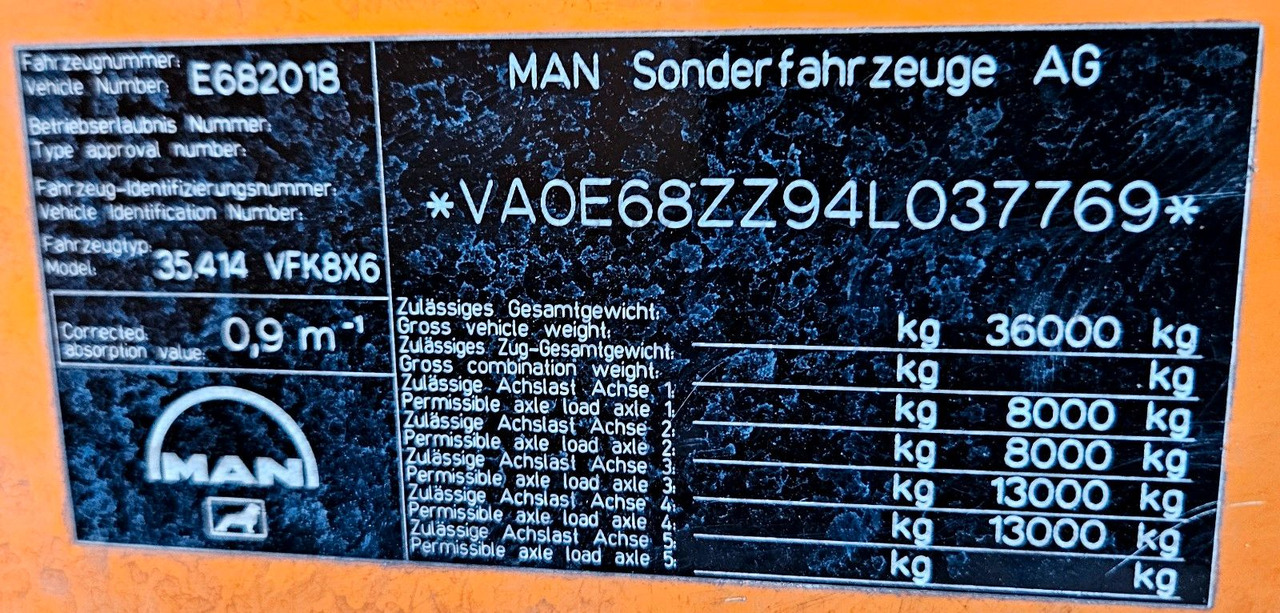 Fahrzeugnummer:
Vehicle Number: E682018
Betriebserlaubnis Nummer:
Type approval number:
Fahrzeug-Identifizierungsnummer:
Vehicle Identification Number:
Fahrzeugtyp:
Model: 35.414 VFK8X6
Corrected
absorption value: 0,9 m⁻¹
MAN
MAN Sonderfahrzeuge AG
*VA0E68ZZ94L037769*
Zulässiges Gesamtgewicht:
Gross vehicle weight: kg 36000 kg
Zulässiges Zug-Gesamtgewicht:
Gross combination weight: kg kg
Zulässige Achslast Achse 1:
Permissible axle load axle 1: kg 8000 kg
Zulässige Achslast Achse 2:
Permissible axle load axle 2: kg 8000 kg
Zulässige Achslast Achse 3:
Permissible axle load axle 3: kg 13000 kg
Zulässige Achslast Achse 4:
Permissible axle load axle 4: kg 13000 kg
Zulässige Achslast Achse 5:
Permissible axle load axle 5: kg kg